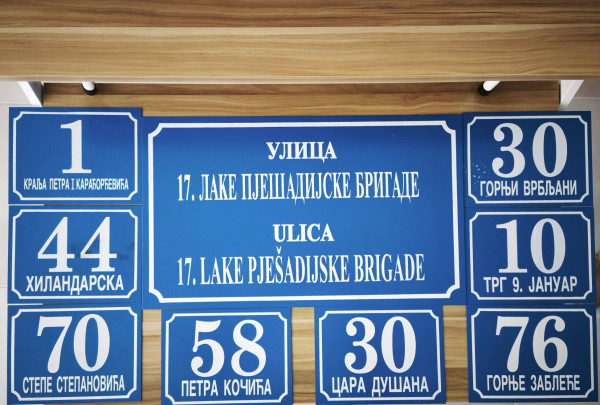 1
КРАЉА ПЕТРА I КАРАЂОРЂЕВИЋА
44
ХИЛАНДАРСКА
70
СТЕПЕ СТЕПАНОВИЋА
УЛИЦА
17. ЛАКЕ ПЈЕШАДИЈСКЕ БРИГАДЕ
ULICA
17. LAKE PJEŠADIJSKE BRIGADE
58
ПЕТРА КОЧИЋА
30
ЦАРА ДУШАНА
30
ГОРЊИ ВРБЉАНИ
10
ТРГ 9. ЈАНУАР
76
ГОРЊЕ ЗАБЛЕЋЕ